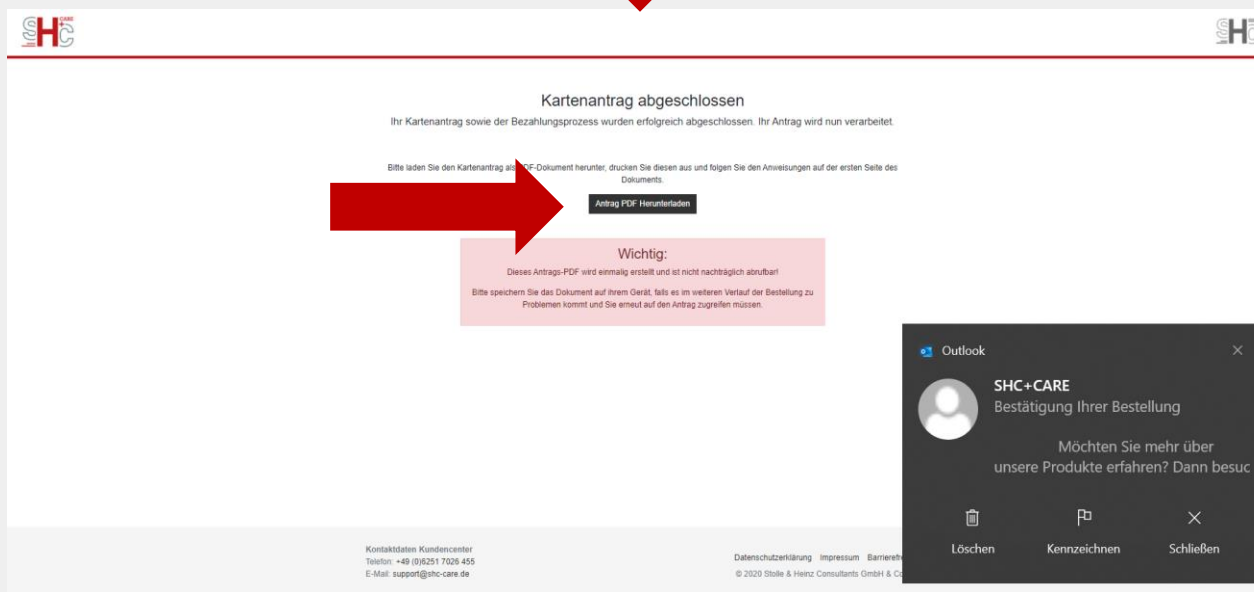 SHC CARE
SHC
Kartenantrag abgeschlossen
Ihr Kartenantrag sowie der Bezahlungsprozess wurden erfolgreich abgeschlossen. Ihr Antrag wird nun verarbeitet.
Bitte laden Sie den Kartenantrag als PDF-Dokument herunter, drucken Sie diesen aus und folgen Sie den Anweisungen auf der ersten Seite des
Dokuments.
Antrag PDF Herunterladen
Wichtig:
Dieses Antrags-PDF wird einmalig erstellt und ist nicht nachträglich abrufbar!
Bitte speichern Sie das Dokument auf ihrem Gerät, falls es im weiteren Verlauf der Bestellung zu
Problemen kommt und Sie erneut auf den Antrag zugreifen müssen.
Outlook
SHC+CARE
Bestätigung Ihrer Bestellung
Möchten Sie mehr über
unsere Produkte erfahren? Dann besuc
Löschen Kennzeichnen Schließen
Kontaktdaten Kundencenter
Telefon: +49 (0)6251 7026 455
E-Mail: support@shc-care.de
Datenschutzerklärung Impressum Barrierefre
© 2020 Stolle & Heinz Consultants GmbH & Co